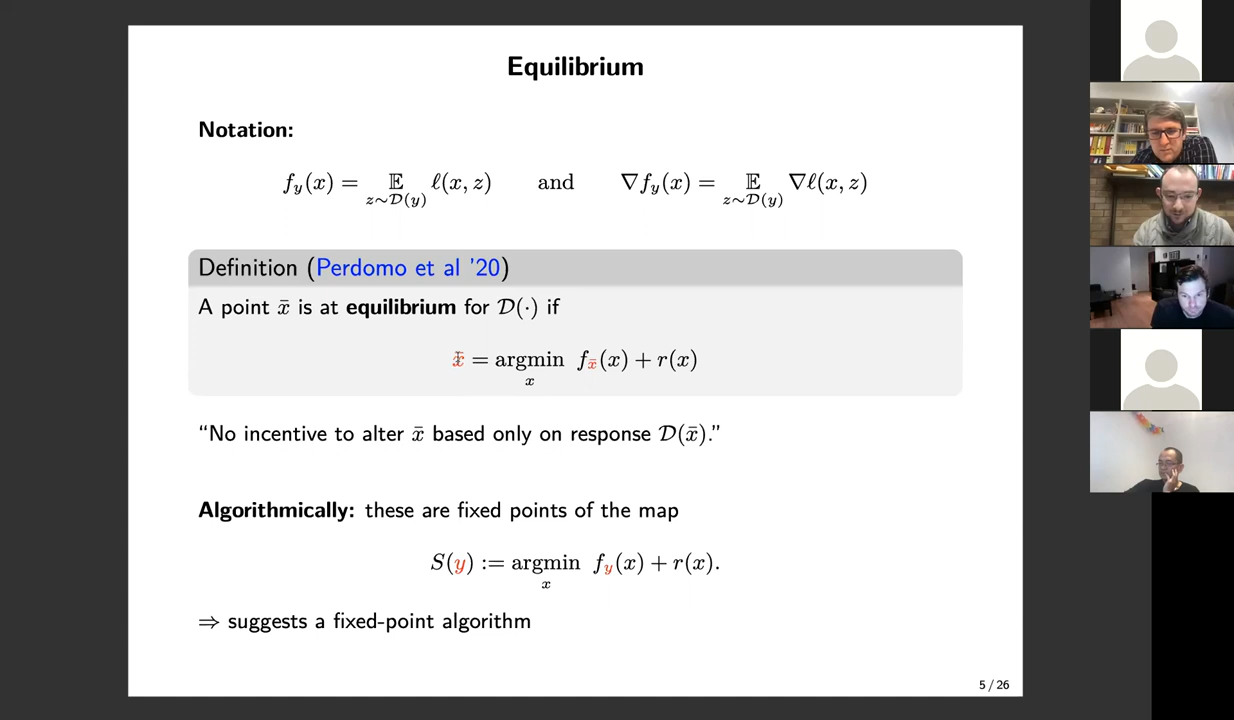 Equilibrium
Notation:
f_y(x) = 𝔼_{z∼𝒟(y)} ℓ(x, z) and ∇f_y(x) = 𝔼_{z∼𝒟(y)} ∇ℓ(x, z)
Definition (Perdomo et al '20)
A point x̄ is at equilibrium for 𝒟(·) if
x̄ = argmin_x f_x̄(x) + r(x)
“No incentive to alter x̄ based only on response 𝒟(x̄).”
Algorithmically: these are fixed points of the map
S(y) := argmin_x f_y(x) + r(x).
⇒ suggests a fixed-point algorithm
5 / 26